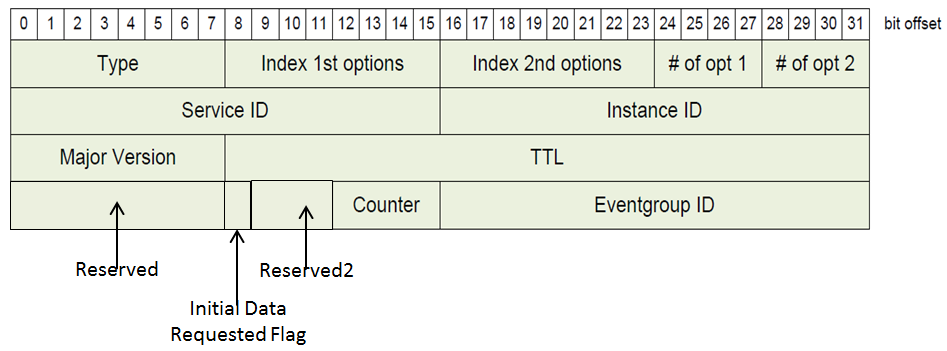 0 1 2 3 4 5 6 7 8 9 10 11 12 13 14 15 16 17 18 19 20 21 22 23 24 25 26 27 28 29 30 31 bit offset
Type Index 1st options Index 2nd options # of opt 1 # of opt 2
Service ID Instance ID
Major Version TTL
Counter Eventgroup ID
Reserved Reserved2
Initial Data
Requested Flag